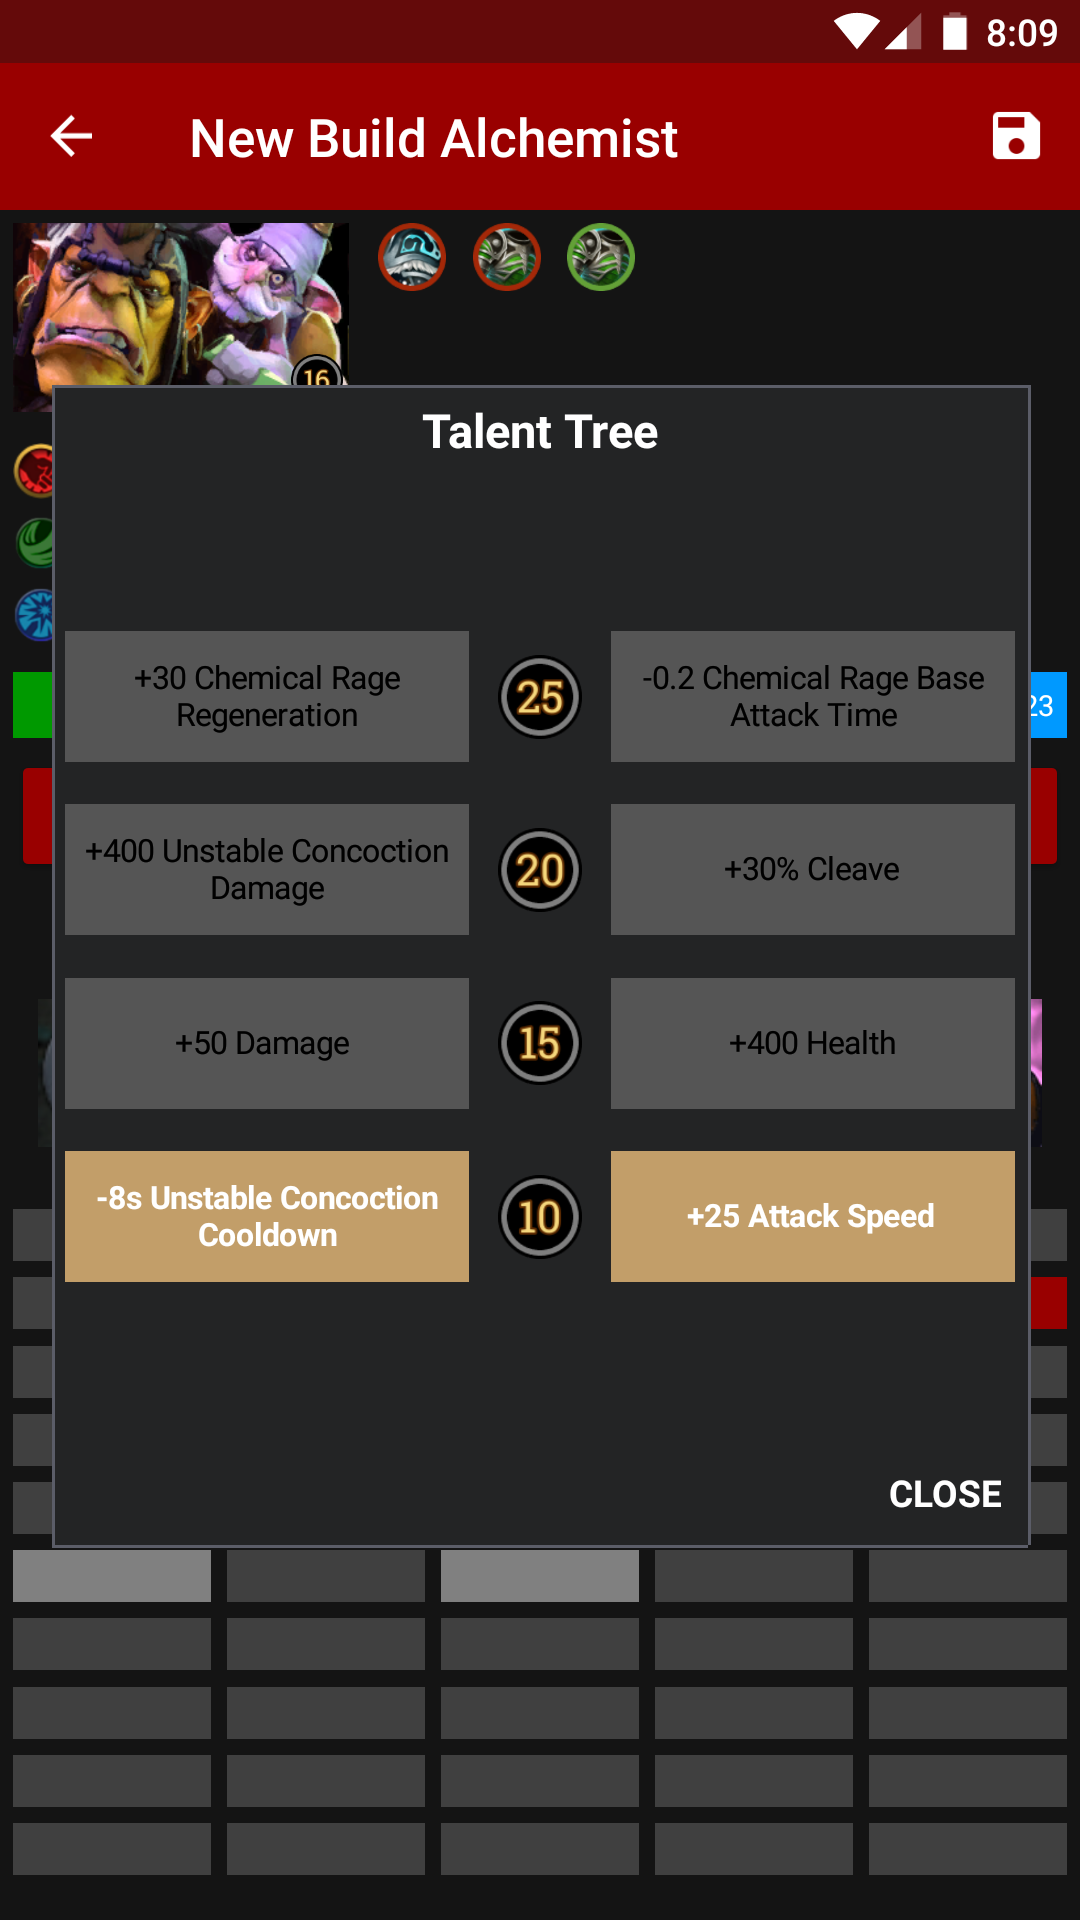 8:09
New Build Alchemist
16
Talent Tree
+30 Chemical Rage
Regeneration
25
-0.2 Chemical Rage Base
Attack Time
23
+400 Unstable Concoction
Damage
20
+30% Cleave
+50 Damage
15
+400 Health
-8s Unstable Concoction
Cooldown
10
+25 Attack Speed
CLOSE